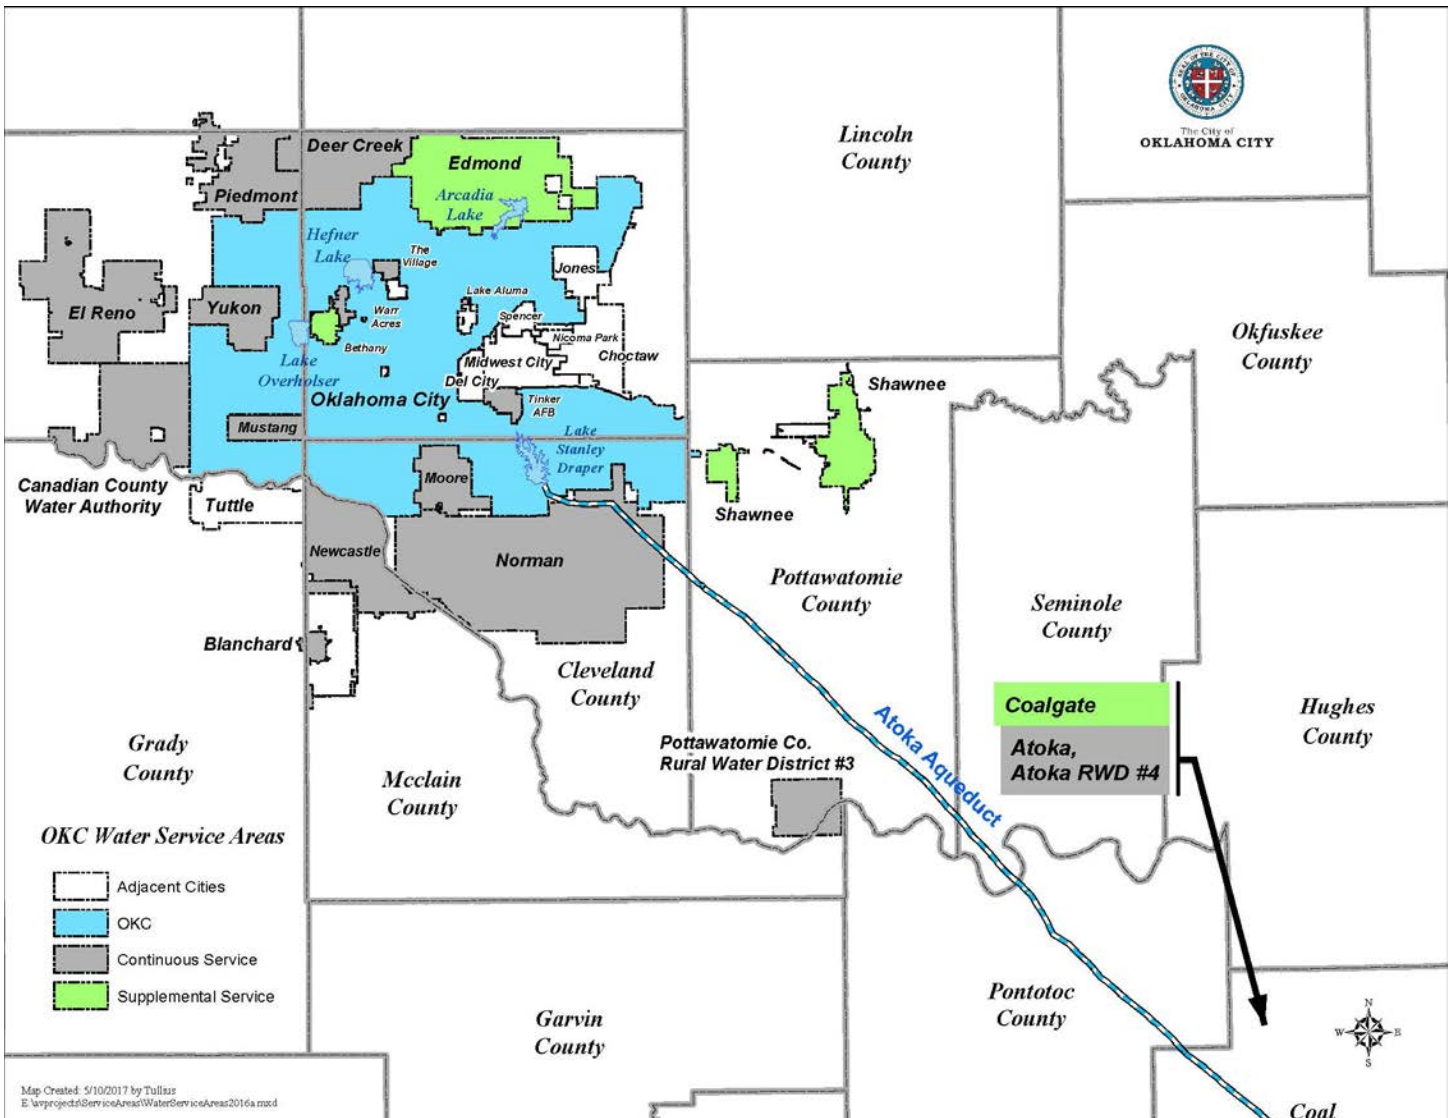 The City of
OKLAHOMA CITY
Lincoln
County
Deer Creek
Edmond
Piedmont
Arcadia
Lake
Hefner
Lake
The
Village
Jones
Okfuskee
County
El Reno
Yukon
Lake Aluma
Warr
Acres
Spencer
Nicoma Park
Bethany
Choctaw
Midwest City
Lake
Overholser
Del City
Shawnee
Oklahoma City
Tinker
AFB
Mustang
Lake
Stanley
Draper
Moore
Canadian County
Water Authority
Tuttle
Shawnee
Newcastle
Norman
Pottawatomie
County
Seminole
County
Blanchard
Cleveland
County
Coalgate
Atoka,
Atoka RWD #4
Hughes
County
Grady
County
Atoka Aqueduct
Pottawatomie Co.
Rural Water District #3
Mcclain
County
OKC Water Service Areas
Adjacent Cities
OKC
Continuous Service
Supplemental Service
Pontotoc
County
Garvin
County
N
W
E
S
Map Created: 5/10/2017 by Tullius
Coal